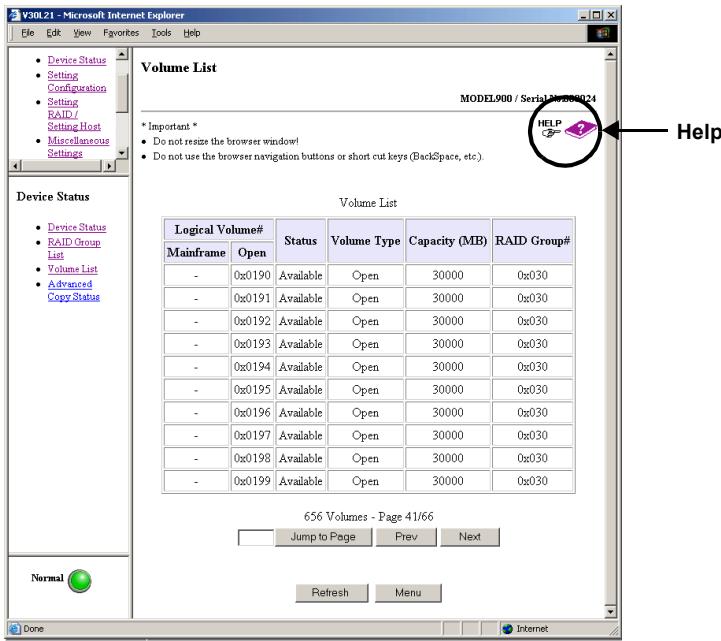 V30L21 - Microsoft Internet Explorer
File Edit View Favorites Tools Help
Device Status
Setting
Configuration
Setting
RAID /
Setting Host
Miscellaneous
Settings
Device Status
Device Status
RAID Group
List
Volume List
Advanced
Copy Status
Normal
Volume List
MODEL900 / Serial
* Important *
Do not resize the browser window!
Do not use the browser navigation buttons or short cut keys (BackSpace, etc.).
HELP
?
Help
Volume List
Logical Volume# Status Volume Type Capacity (MB) RAID Group#
Mainframe Open
- 0x0190 Available Open 30000 0x030
- 0x0191 Available Open 30000 0x030
- 0x0192 Available Open 30000 0x030
- 0x0193 Available Open 30000 0x030
- 0x0194 Available Open 30000 0x030
- 0x0195 Available Open 30000 0x030
- 0x0196 Available Open 30000 0x030
- 0x0197 Available Open 30000 0x030
- 0x0198 Available Open 30000 0x030
- 0x0199 Available Open 30000 0x030
656 Volumes - Page 41/66
Jump to Page Prev Next
Refresh Menu
Done Internet